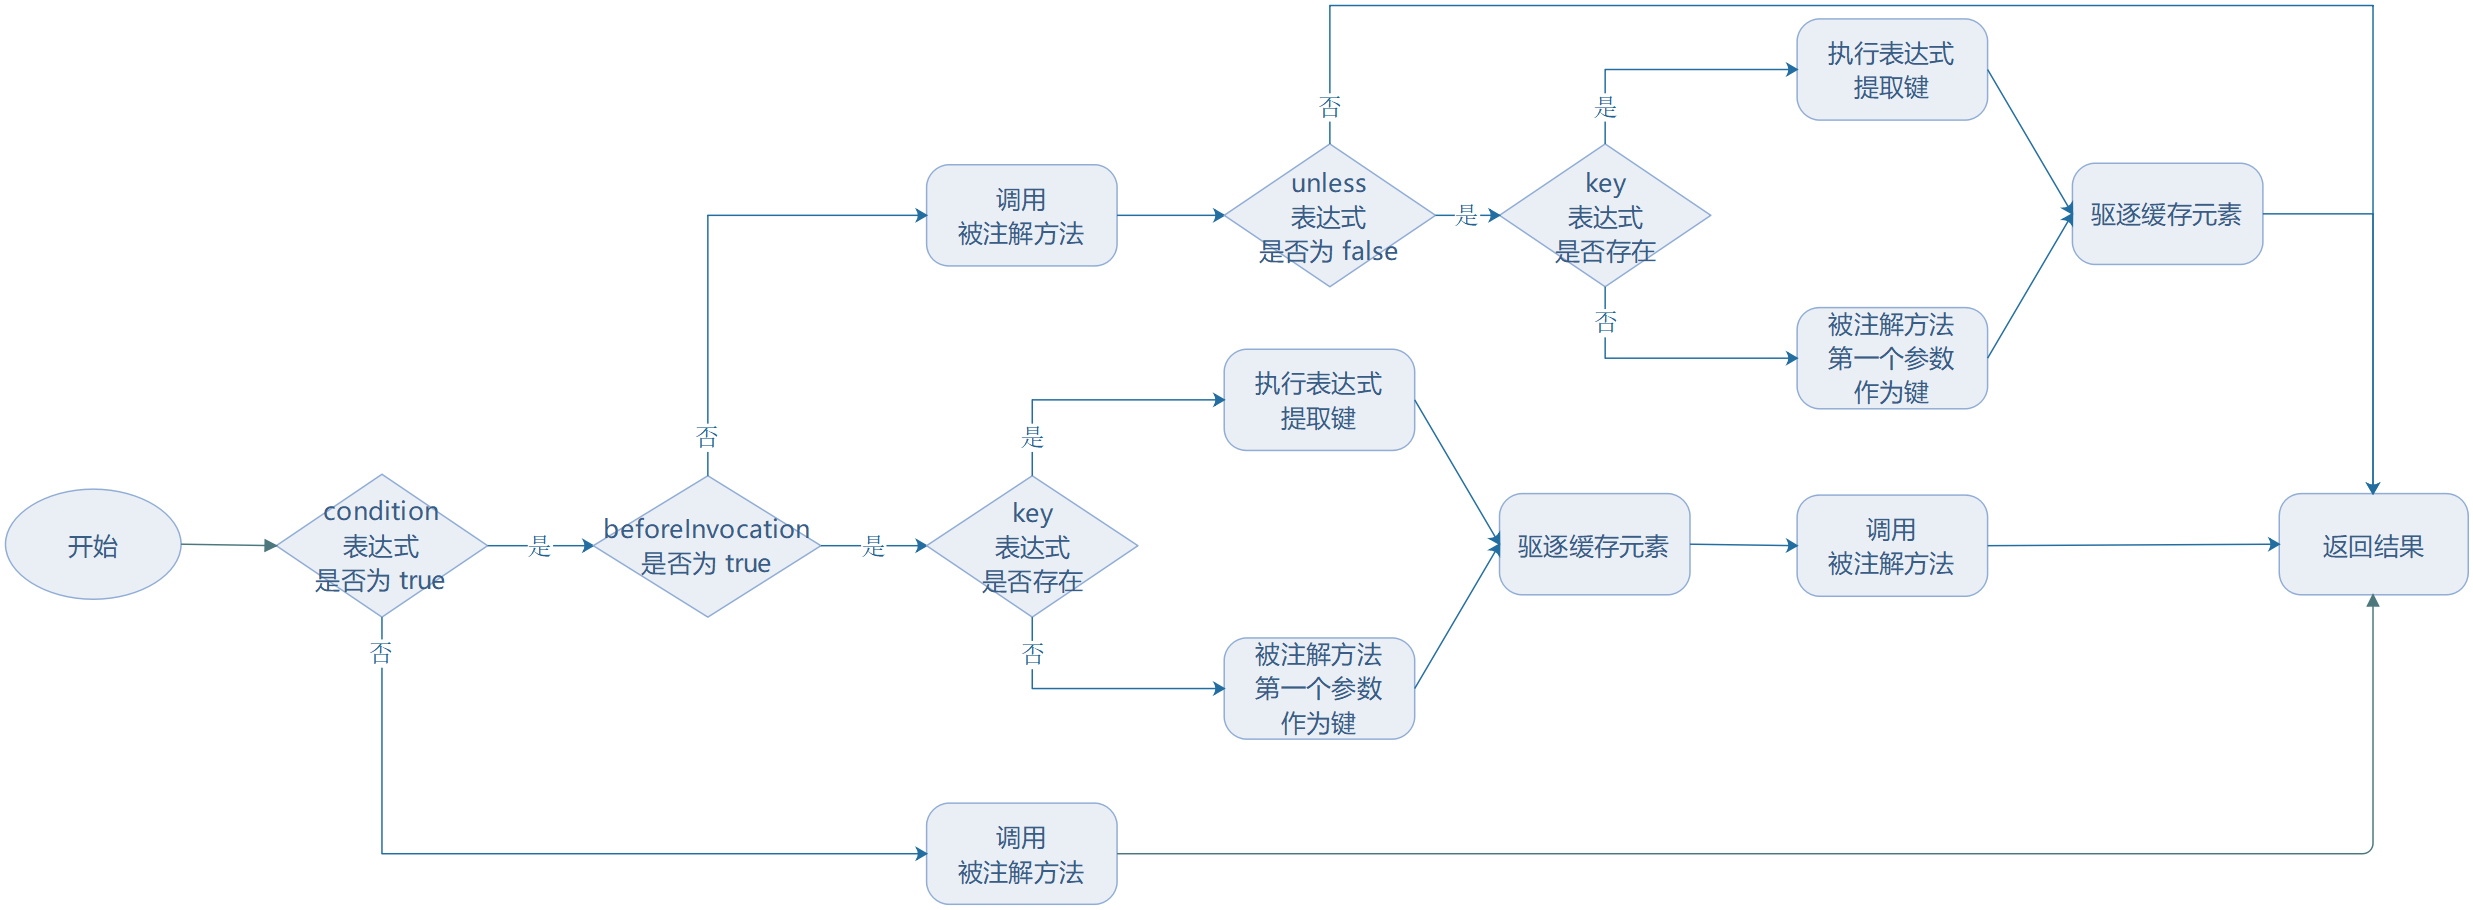 开始
condition
表达式
是否为 true
是
否
beforeInvocation
是否为 true
否
是
调用
被注解方法
unless
表达式
是否为 false
否
是
key
表达式
是否存在
是
否
执行表达式
提取键
被注解方法
第一个参数
作为键
驱逐缓存元素
key
表达式
是否存在
是
否
执行表达式
提取键
被注解方法
第一个参数
作为键
驱逐缓存元素
调用
被注解方法
返回结果
调用
被注解方法